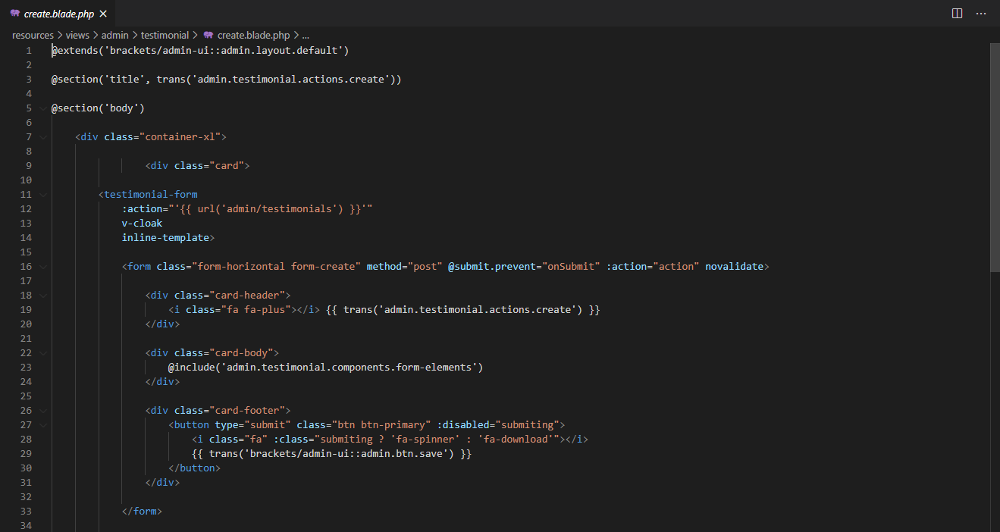 create.blade.php ×
resources > views > admin > testimonial > create.blade.php > ...
1 @extends('brackets/admin-ui::admin.layout.default')
2
3 @section('title', trans('admin.testimonial.actions.create'))
4
5 @section('body')
6
7 <div class="container-xl">
8
9 <div class="card">
10
11 <testimonial-form
12 :action="'{{ url('admin/testimonials') }}'"
13 v-cloak
14 inline-template>
15
16 <form class="form-horizontal form-create" method="post" @submit.prevent="onSubmit" :action="action" novalidate>
17
18 <div class="card-header">
19 <i class="fa fa-plus"></i> {{ trans('admin.testimonial.actions.create') }}
20 </div>
21
22 <div class="card-body">
23 @include('admin.testimonial.components.form-elements')
24 </div>
25
26 <div class="card-footer">
27 <button type="submit" class="btn btn-primary" :disabled="submiting">
28 <i class="fa" :class="submiting ? 'fa-spinner' : 'fa-download'"></i>
29 {{ trans('brackets/admin-ui::admin.btn.save') }}
30 </button>
31 </div>
32
33 </form>
34